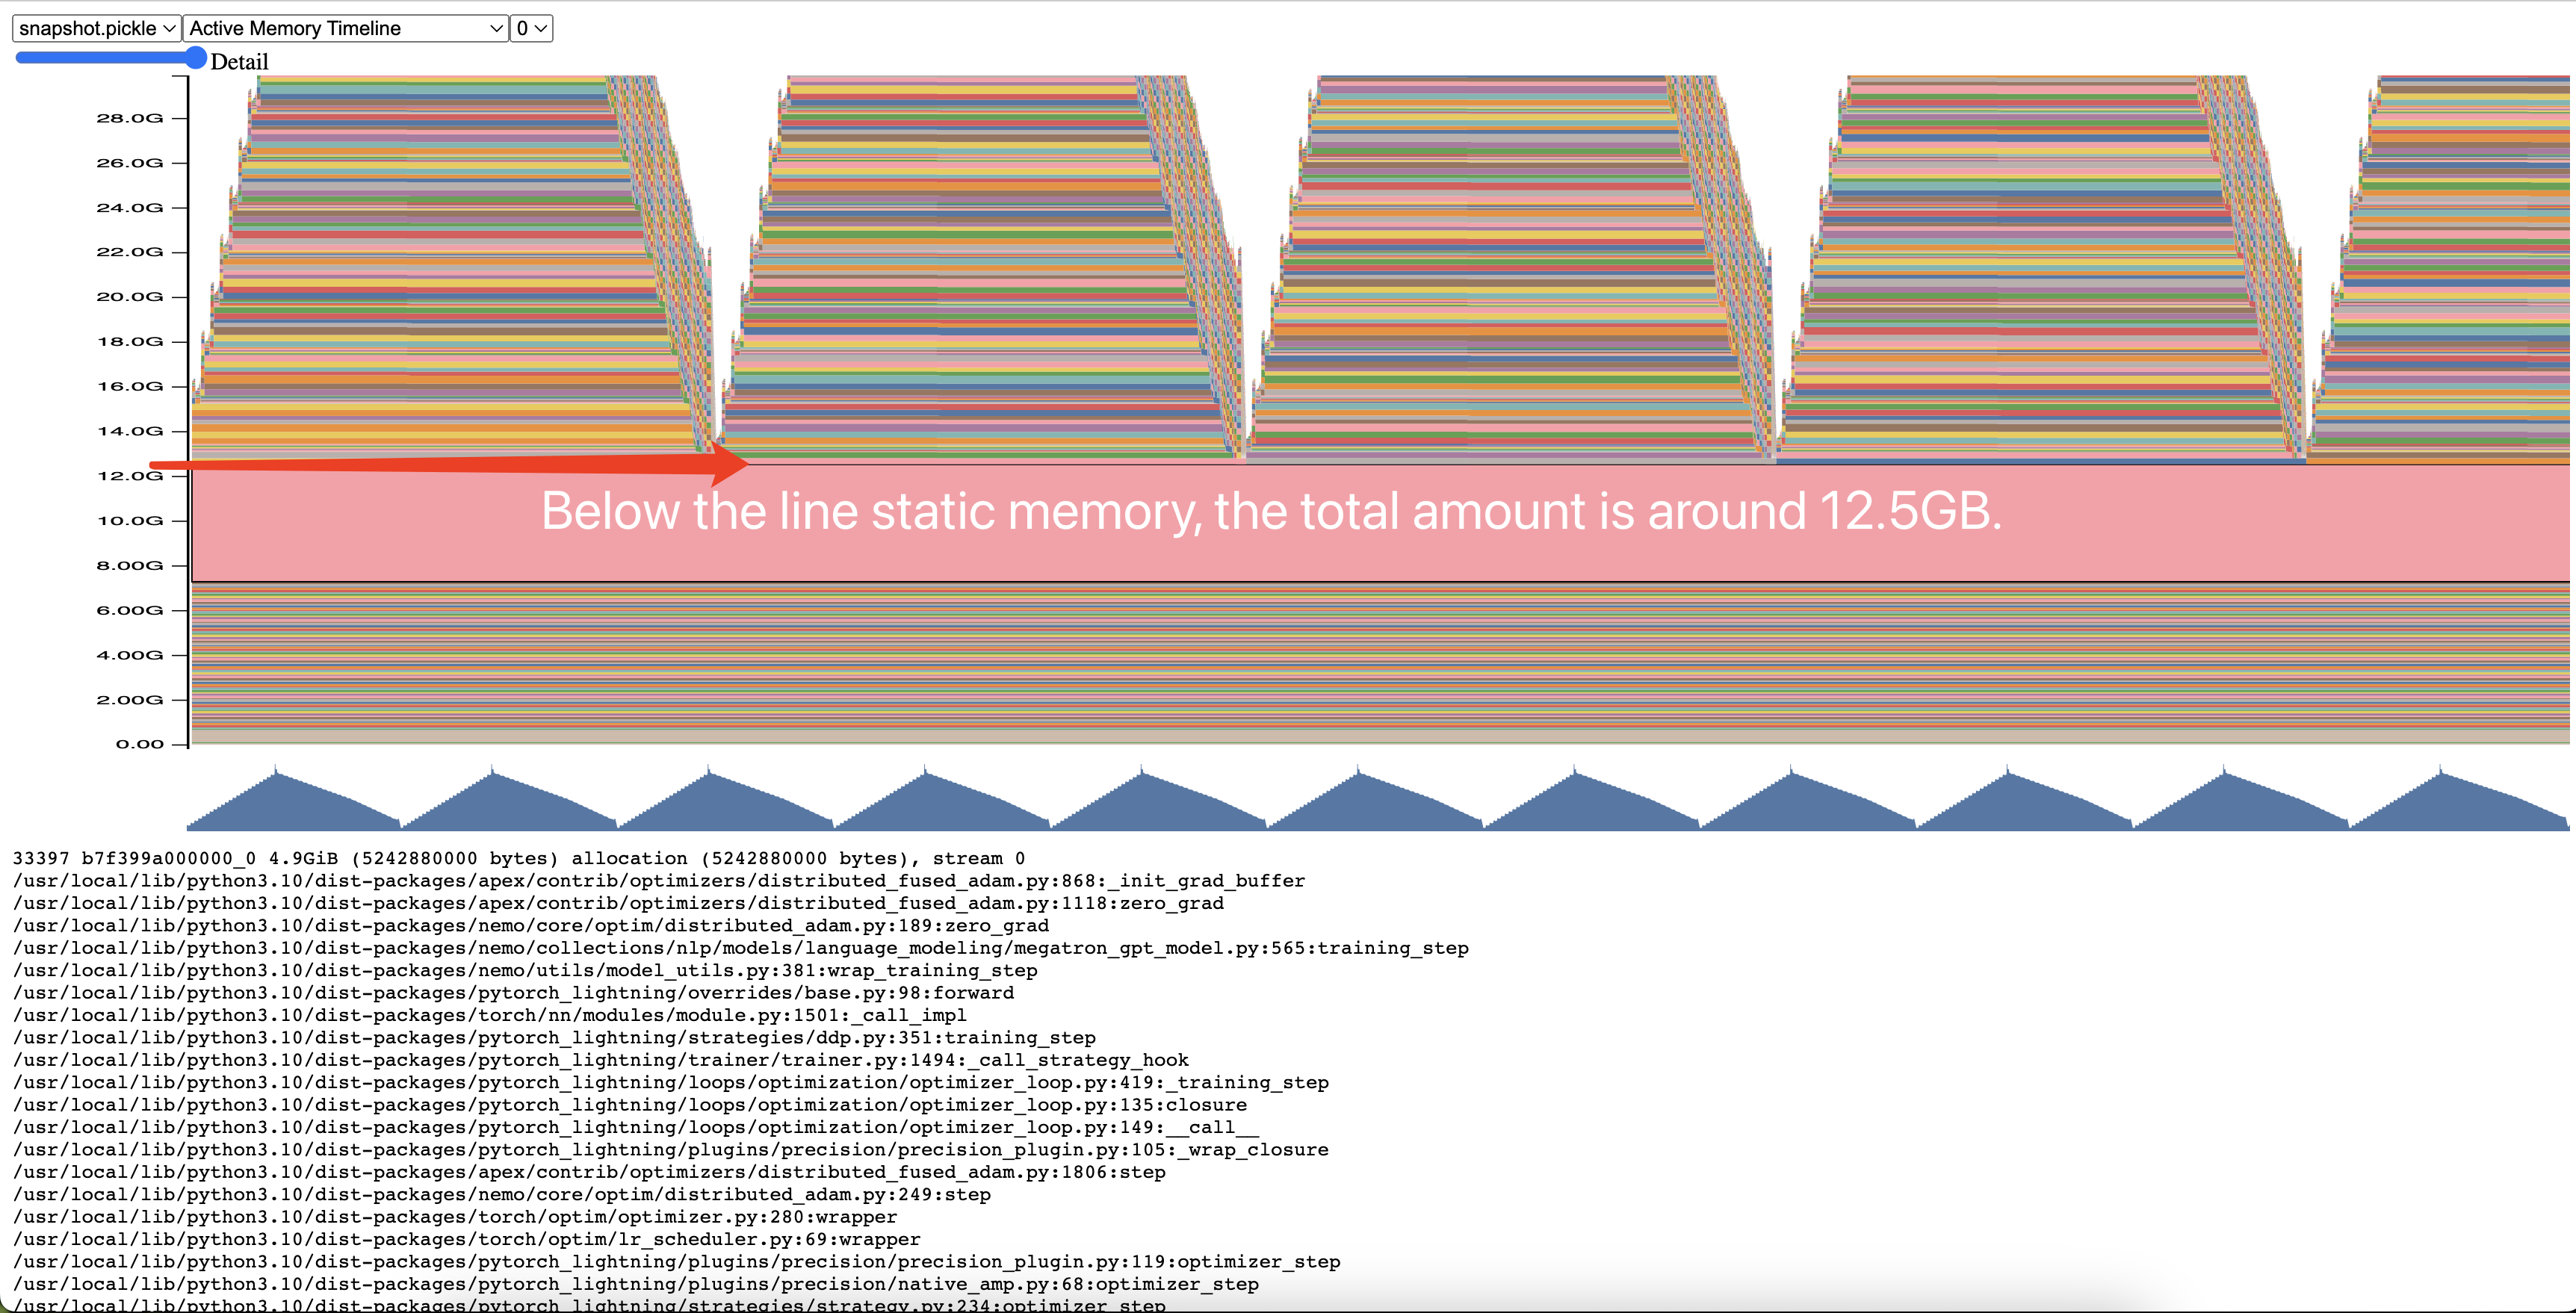 snapshot.pickle Active Memory Timeline 0
Detail
28.0G
26.0G
24.0G
22.0G
20.0G
18.0G
16.0G
14.0G
12.0G
10.0G
8.00G
6.00G
4.00G
2.00G
0.00
Below the line static memory, the total amount is around 12.5GB.
33397 b7f399a000000_0 4.9GiB (5242880000 bytes) allocation (5242880000 bytes), stream 0
/usr/local/lib/python3.10/dist-packages/apex/contrib/optimizers/distributed_fused_adam.py:868:_init_grad_buffer
/usr/local/lib/python3.10/dist-packages/apex/contrib/optimizers/distributed_fused_adam.py:1118:zero_grad
/usr/local/lib/python3.10/dist-packages/nemo/core/optim/distributed_adam.py:189:zero_grad
/usr/local/lib/python3.10/dist-packages/nemo/collections/nlp/models/language_modeling/megatron_gpt_model.py:565:training_step
/usr/local/lib/python3.10/dist-packages/nemo/utils/model_utils.py:381:wrap_training_step
/usr/local/lib/python3.10/dist-packages/pytorch_lightning/overrides/base.py:98:forward
/usr/local/lib/python3.10/dist-packages/torch/nn/modules/module.py:1501:_call_impl
/usr/local/lib/python3.10/dist-packages/pytorch_lightning/strategies/ddp.py:351:training_step
/usr/local/lib/python3.10/dist-packages/pytorch_lightning/trainer/trainer.py:1494:_call_strategy_hook
/usr/local/lib/python3.10/dist-packages/pytorch_lightning/loops/optimization/optimizer_loop.py:419:_training_step
/usr/local/lib/python3.10/dist-packages/pytorch_lightning/loops/optimization/optimizer_loop.py:135:closure
/usr/local/lib/python3.10/dist-packages/pytorch_lightning/loops/optimization/optimizer_loop.py:149:__call__
/usr/local/lib/python3.10/dist-packages/pytorch_lightning/plugins/precision/precision_plugin.py:105:_wrap_closure
/usr/local/lib/python3.10/dist-packages/apex/contrib/optimizers/distributed_fused_adam.py:1806:step
/usr/local/lib/python3.10/dist-packages/nemo/core/optim/distributed_adam.py:249:step
/usr/local/lib/python3.10/dist-packages/torch/optim/optimizer.py:280:wrapper
/usr/local/lib/python3.10/dist-packages/torch/optim/lr_scheduler.py:69:wrapper
/usr/local/lib/python3.10/dist-packages/pytorch_lightning/plugins/precision/precision_plugin.py:119:optimizer_step
/usr/local/lib/python3.10/dist-packages/pytorch_lightning/plugins/precision/native_amp.py:68:optimizer_step
/usr/local/lib/python3.10/dist-packages/pytorch_lightning/strategies/strategy.py:234:optimizer_step